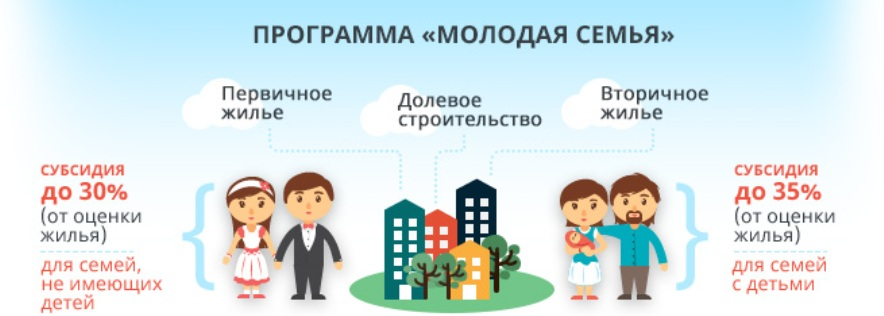 ПРОГРАММА «МОЛОДАЯ СЕМЬЯ»
Первичное
жилье
Долевое
строительство
Вторичное
жилье
СУБСИДИЯ
до 30%
(от оценки
жилья)
для семей,
не имеющих
детей
СУБСИДИЯ
до 35%
(от оценки
жилья)
для семей
с детьми